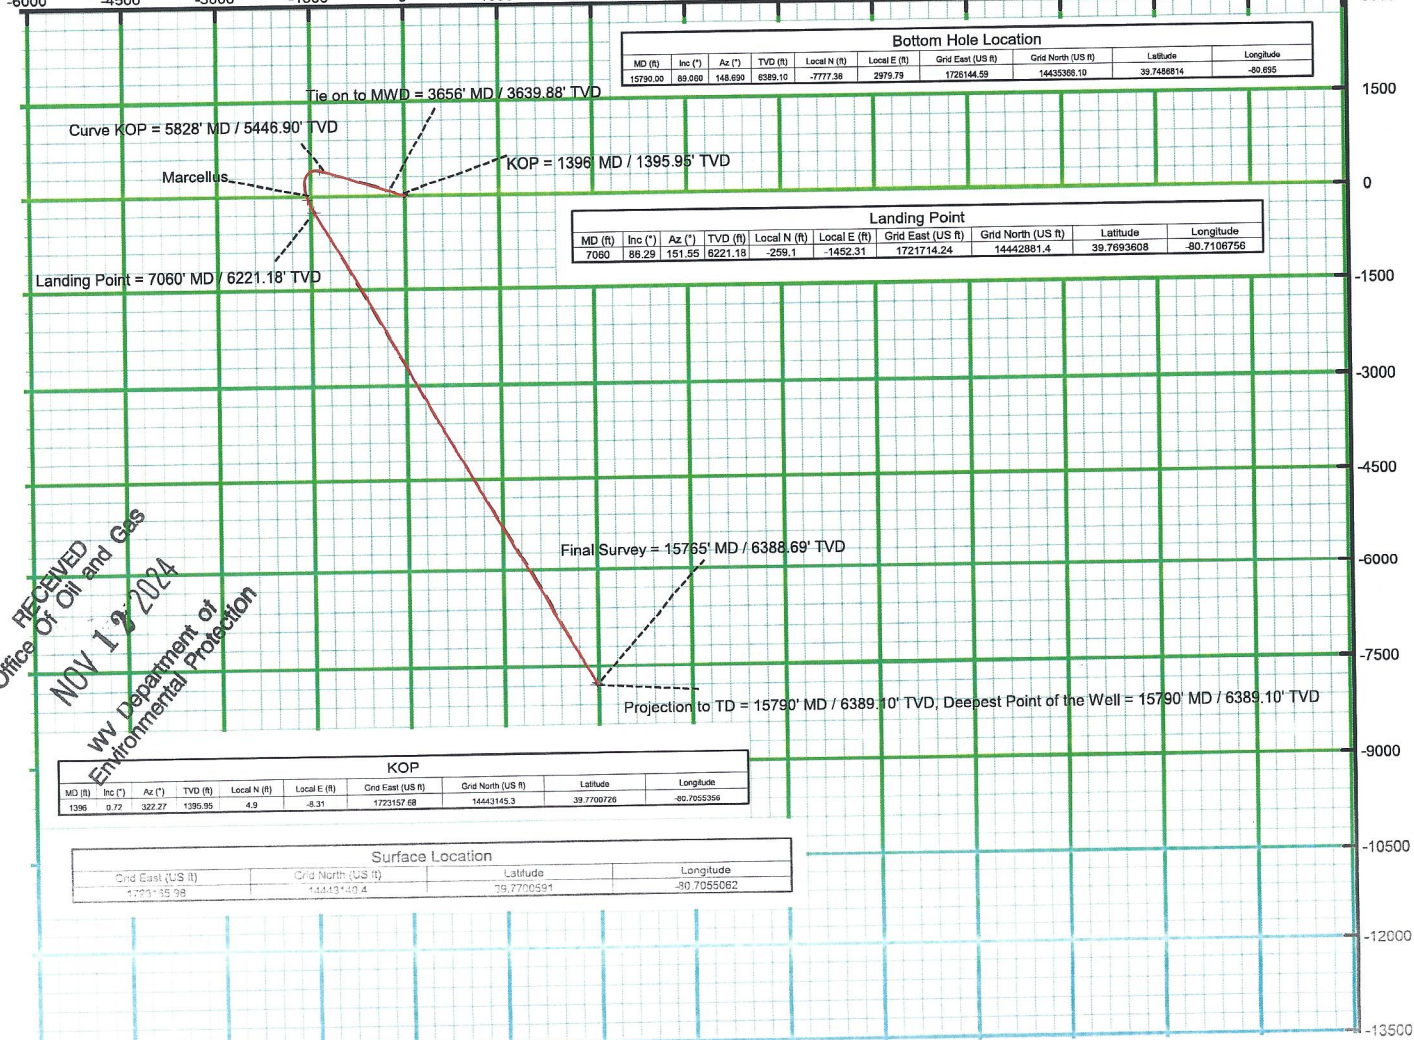 -6000 -4500
0
Bottom Hole Location
MD (ft) Inc (°) Az (°) TVD (ft) Local N (ft) Local E (ft) Grid East (US ft) Grid North (US ft) Latitude Longitude
15790.00 89.060 148.690 6389.10 -7777.36 2979.79 1726144.59 14435366.10 39.7486814 -80.695
Tie on to MWD = 3656' MD / 3639.88' TVD
1500
Curve KOP = 5828' MD / 5446.90' TVD
KOP = 1396' MD / 1395.95' TVD
Marcellus
0
Landing Point
MD (ft) Inc (°) Az (°) TVD (ft) Local N (ft) Local E (ft) Grid East (US ft) Grid North (US ft) Latitude Longitude
7060 86.29 151.55 6221.18 -259.1 -1452.31 1721714.24 14442881.4 39.7693608 -80.7106756
-1500
Landing Point = 7060' MD / 6221.18' TVD
-3000
-4500
Final Survey = 15765' MD / 6388.69' TVD
-6000
RECEIVED
Office Of Oil and Gas
NOV 2024
WV Department of
Environmental Protection
-7500
Projection to TD = 15790' MD / 6389.10' TVD; Deepest Point of the Well = 15790' MD / 6389.10' TVD
-9000
KOP
MD (ft) Inc (°) Az (°) TVD (ft) Local N (ft) Local E (ft) Grid East (US ft) Grid North (US ft) Latitude Longitude
1396 0.72 322.27 1395.95 4.9 -8.31 1723157.68 14443145.3 39.7700726 -80.7055356
-10500
Surface Location
Grid East (US ft) Grid North (US ft) Latitude Longitude
39.7700591 -80.7055062
-12000
-13500